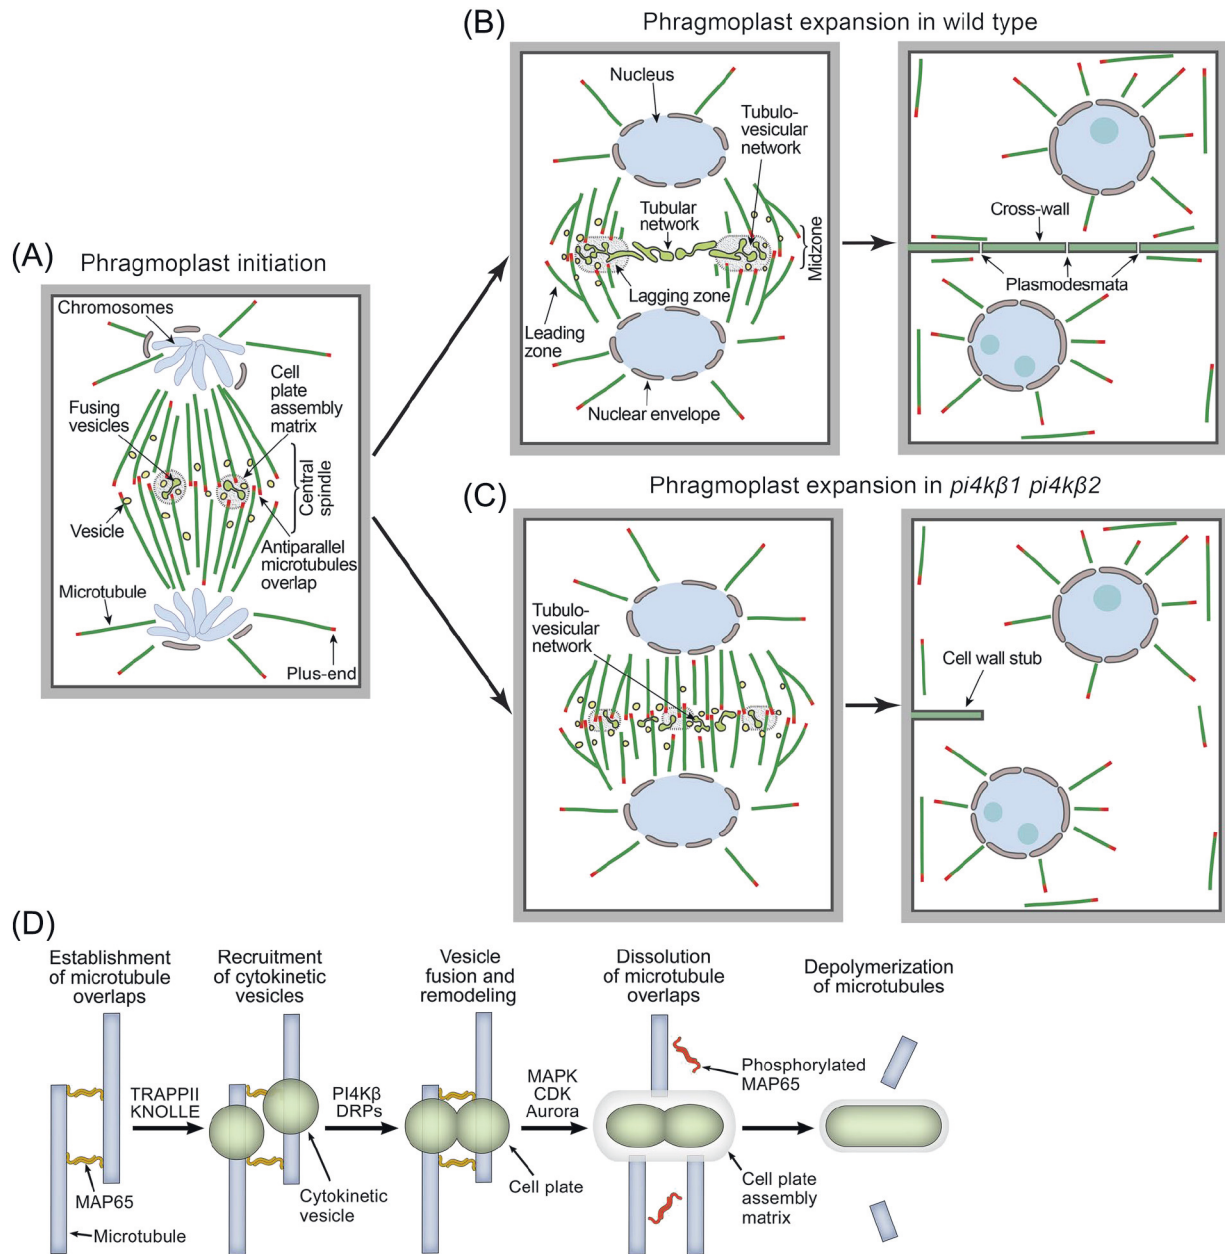 (A)
Phragmoplast initiation
Chromosomes
Fusing
vesicles
Cell
plate
assembly
matrix
Central
spindle
Vesicle
Antiparallel
microtubules
overlap
Microtubule
Plus-end
(B)
Phragmoplast expansion in wild type
Nucleus
Tubulo-
vesicular
network
Tubular
network
Midzone
Lagging zone
Leading
zone
Nuclear envelope
Cross-wall
Plasmodesmata
(C)
Phragmoplast expansion in pi4kβ1 pi4kβ2
Tubulo-
vesicular
network
Cell wall stub
(D)
Establishment
of microtubule
overlaps
Recruitment
of cytokinetic
vesicles
Vesicle
fusion and
remodeling
Dissolution
of microtubule
overlaps
Depolymerization
of microtubules
TRAPPII
KNOLLE
PI4Kβ
DRPs
MAPK
CDK
Aurora
Phosphorylated
MAP65
MAP65
Microtubule
Cytokinetic
vesicle
Cell plate
Cell plate
assembly
matrix